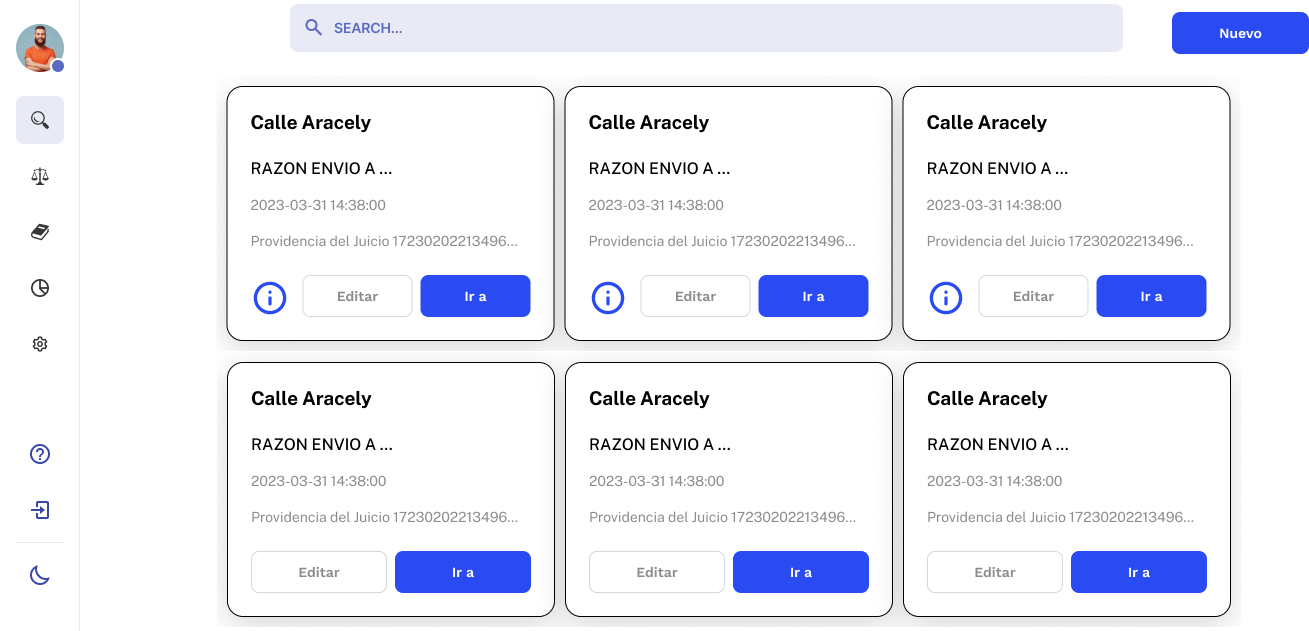 SEARCH...
Nuevo
Calle Aracely
RAZON ENVIO A ...
2023-03-31 14:38:00
Providencia del Juicio 17230202213496...
Editar
Ir a
Calle Aracely
RAZON ENVIO A ...
2023-03-31 14:38:00
Providencia del Juicio 17230202213496...
Editar
Ir a
Calle Aracely
RAZON ENVIO A ...
2023-03-31 14:38:00
Providencia del Juicio 17230202213496...
Editar
Ir a
Calle Aracely
RAZON ENVIO A ...
2023-03-31 14:38:00
Providencia del Juicio 17230202213496...
Editar
Ir a
Calle Aracely
RAZON ENVIO A ...
2023-03-31 14:38:00
Providencia del Juicio 17230202213496...
Editar
Ir a
Calle Aracely
RAZON ENVIO A ...
2023-03-31 14:38:00
Providencia del Juicio 17230202213496...
Editar
Ir a